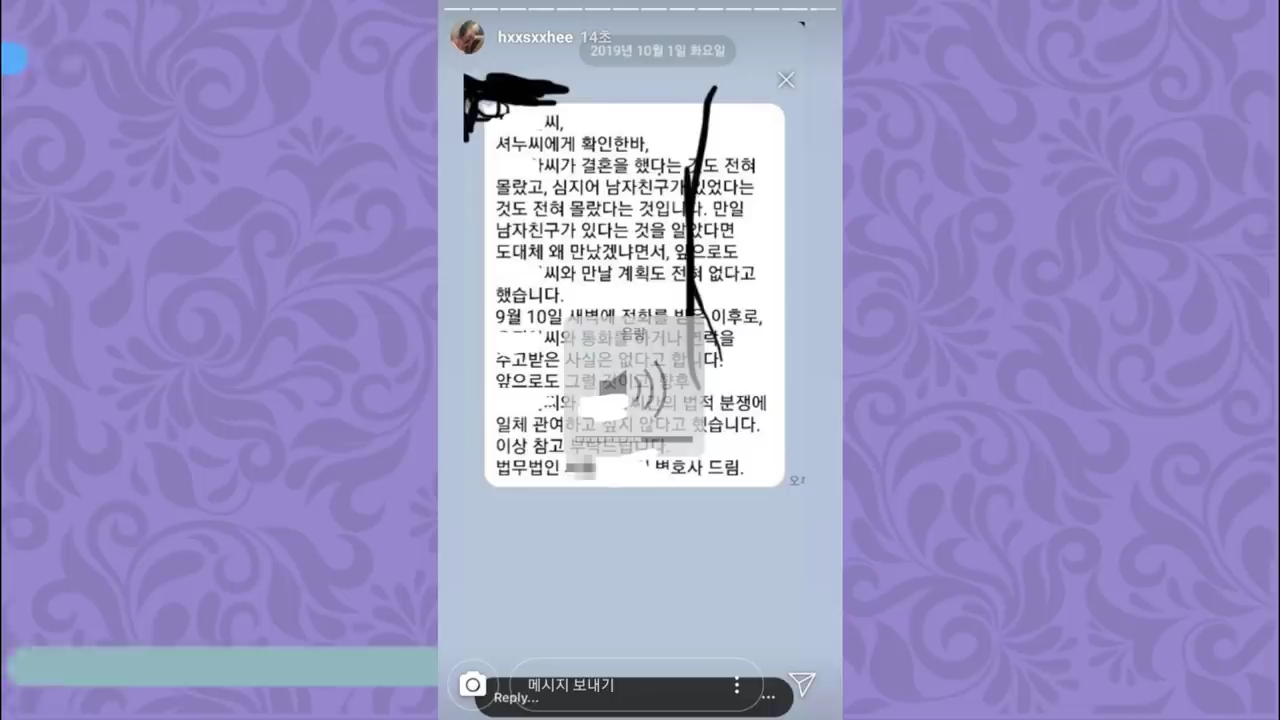 hxxsxxhee 14초
2019년 10월 1일 화요일
씨,
셔누씨에게 확인한바,
씨가 결혼을 했다는 것도 전혀
몰랐고, 심지어 남자친구가 있었다는
것도 전혀 몰랐다는 것입니다. 만일
남자친구가 있다는 것을 알았다면
도대체 왜 만났겠냐면서, 앞으로도
씨와 만날 계획도 전혀 없다고
했습니다.
9월 10일 새벽에 전화를 받은 이후로,
씨와 통화를 하거나 연락을
음량
주고받은 사실은 없다고 합니다.
앞으로도 그럴 것이고, 향후
씨와 씨간의 법적 분쟁에
일체 관여하고 싶지 않다고 했습니다.
이상 참고 부탁드립니다.
법무법인 변호사 드림.
메시지 보내기
Reply...